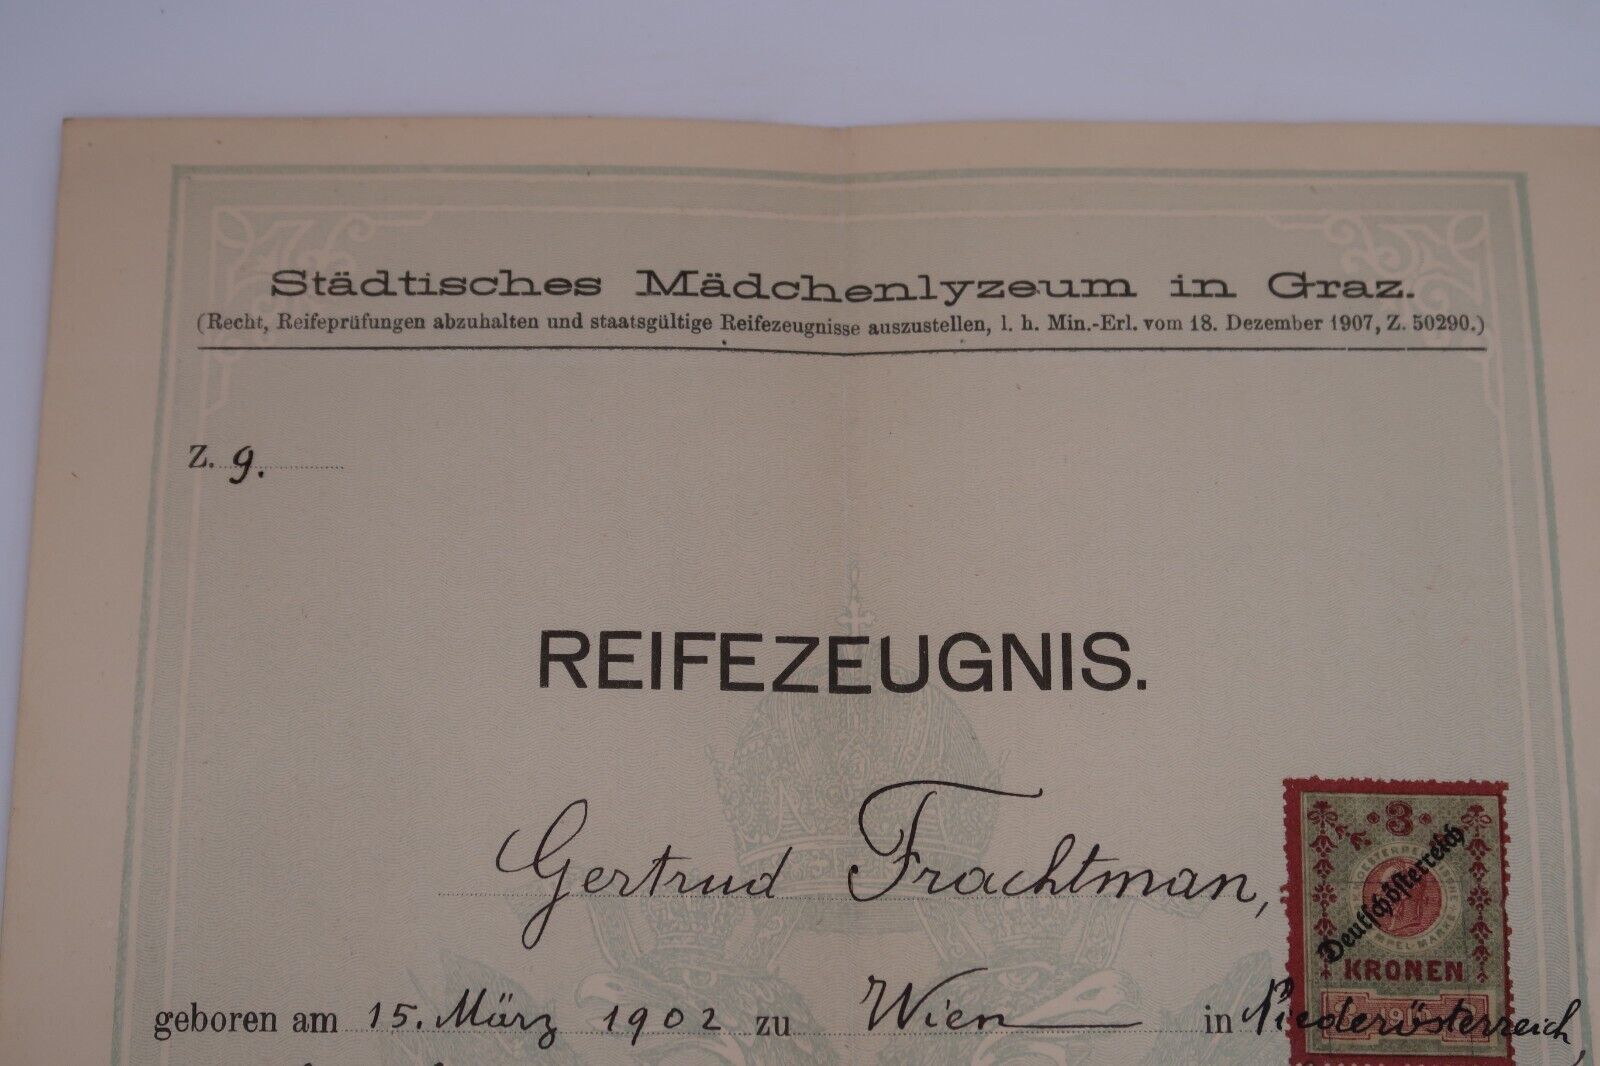 Städtisches Mädchenlyzeum in Graz.
(Recht, Reifeprüfungen abzuhalten und staatsgültige Reifezeugnisse auszustellen, l. h. Min.-Erl. vom 18. Dezember 1907, Z. 50290.)
Z. 9.
REIFEZEUGNIS.
Gertrud Frachtman,
3
Deutschösterreich
KRONEN
geboren am 15. März 1902 zu Wien in Niederösterreich,